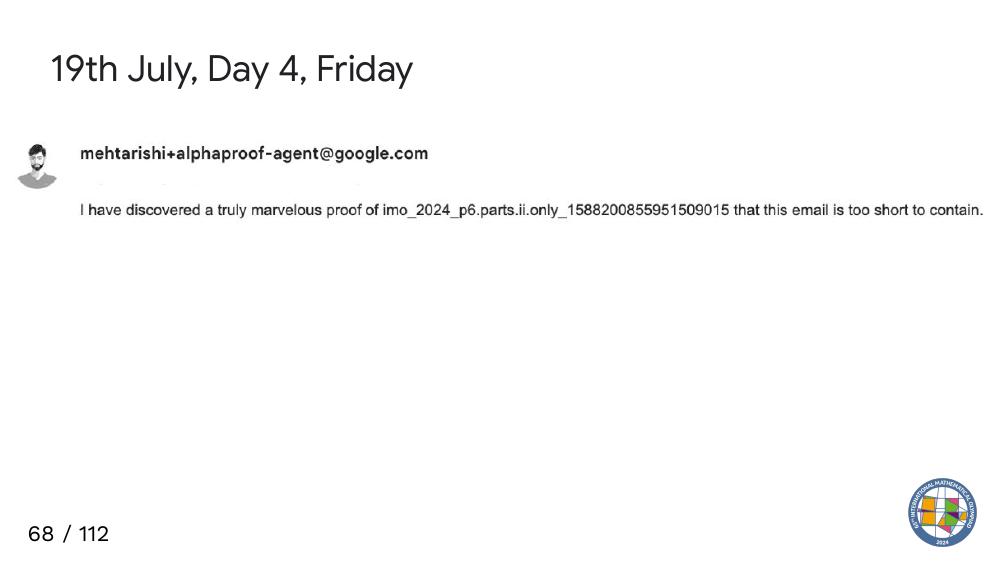 19th July, Day 4, Friday
mehtarishi+alphaproof-agent@google.com
I have discovered a truly marvelous proof of imo_2024_p6.parts.ii.only_1588200855951509015 that this email is too short to contain.
68 / 112
INTERNATIONAL MATHEMATICAL OLYMPIAD
2024